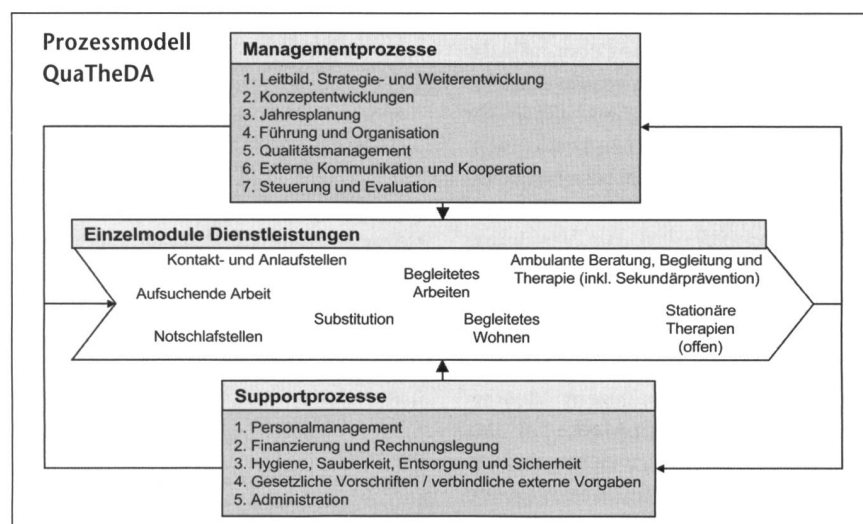 Prozessmodell
QuaTheDA
Managementprozesse
1. Leitbild, Strategie- und Weiterentwicklung
2. Konzeptentwicklungen
3. Jahresplanung
4. Führung und Organisation
5. Qualitätsmanagement
6. Externe Kommunikation und Kooperation
7. Steuerung und Evaluation
Einzelmodule Dienstleistungen
Kontakt- und Anlaufstellen
Aufsuchende Arbeit
Notschlafstellen
Substitution
Begleitetes
Arbeiten
Begleitetes
Wohnen
Ambulante Beratung, Begleitung und
Therapie (inkl. Sekundärprävention)
Stationäre
Therapien
(offen)
Supportprozesse
1. Personalmanagement
2. Finanzierung und Rechnungslegung
3. Hygiene, Sauberkeit, Entsorgung und Sicherheit
4. Gesetzliche Vorschriften / verbindliche externe Vorgaben
5. Administration